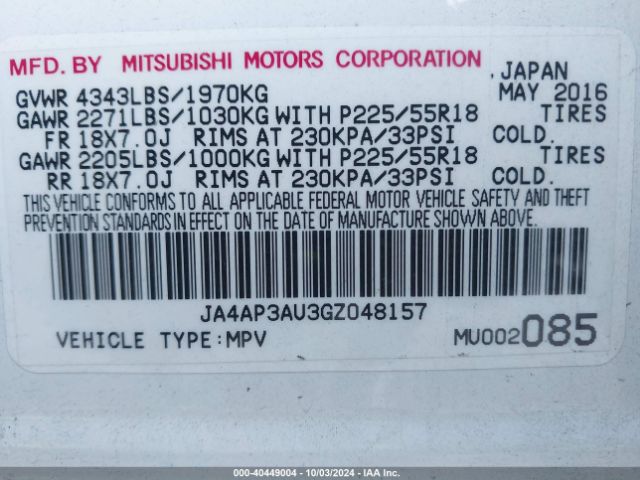 MFD. BY MITSUBISHI MOTORS CORPORATION
, JAPAN
GVWR 4343LBS/1970KG MAY 2016
GAWR 2271LBS/1030KG WITH P225/55R18 TIRES
FR 18X7.0J RIMS AT 230KPA/33PSI COLD.
GAWR 2205LBS/1000KG WITH P225/55R18 TIRES
RR 18X7.0J RIMS AT 230KPA/33PSI COLD.
THIS VEHICLE CONFORMS TO ALL APPLICABLE FEDERAL MOTOR VEHICLE SAFETY AND THEFT
PREVENTION STANDARDS IN EFFECT ON THE DATE OF MANUFACTURE SHOWN ABOVE.
JA4AP3AU3GZ048157
VEHICLE TYPE:MPV MU002085
000-40449004 - 10/03/2024 - IAA Inc.